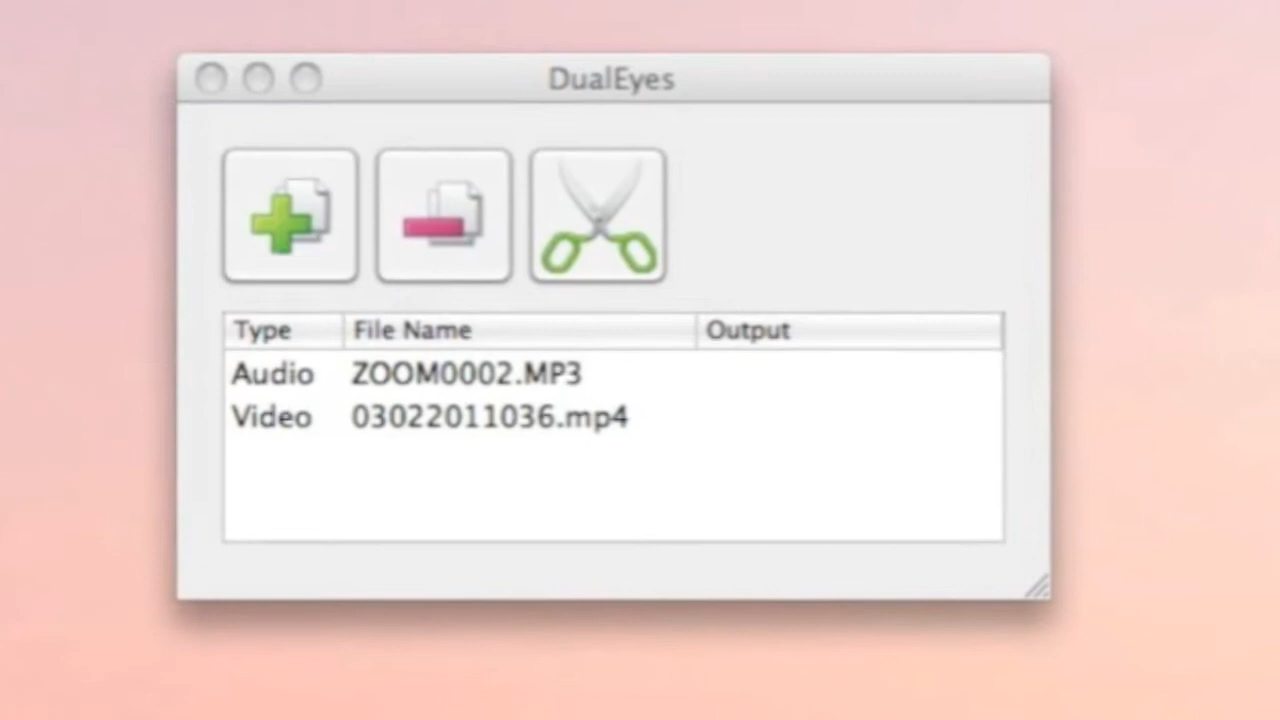 DualEyes
Type File Name Output
Audio ZOOM0002.MP3
Video 03022011036.mp4